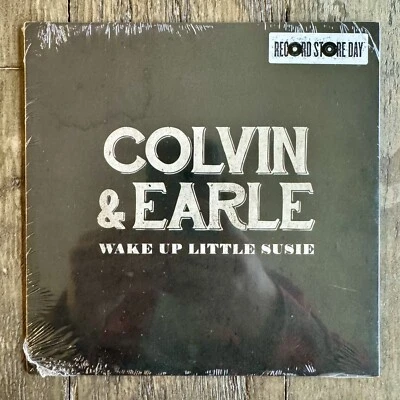 RECORD STORE DAY
COLVIN
& EARLE
WAKE UP LITTLE SUSIE